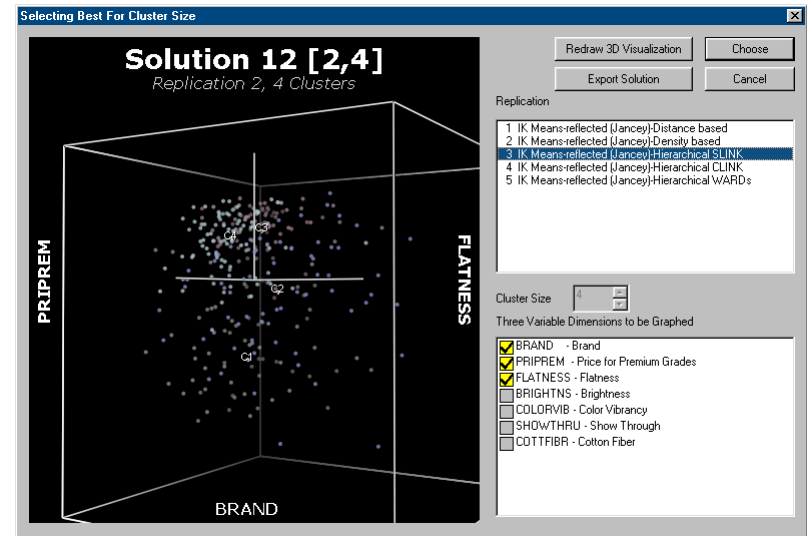 Selecting Best For Cluster Size
Solution 12 [2,4]
Replication 2, 4 Clusters
PRIPREM
FLATNESS
BRAND
C4
C3
C2
C1
Redraw 3D Visualization
Choose
Export Solution
Cancel
Replication
1 IK Means-reflected (Jancey)-Distance based
2 IK Means-reflected (Jancey)-Density based
3 IK Means-reflected (Jancey)-Hierarchical SLINK
4 IK Means-reflected (Jancey)-Hierarchical CLINK
5 IK Means-reflected (Jancey)-Hierarchical WARDs
Cluster Size
4
Three Variable Dimensions to be Graphed
BRAND - Brand
PRIPREM - Price for Premium Grades
FLATNESS - Flatness
BRIGHTNS - Brightness
COLORVIB - Color Vibrancy
SHOWTHRU - Show Through
COTTFIBR - Cotton Fiber